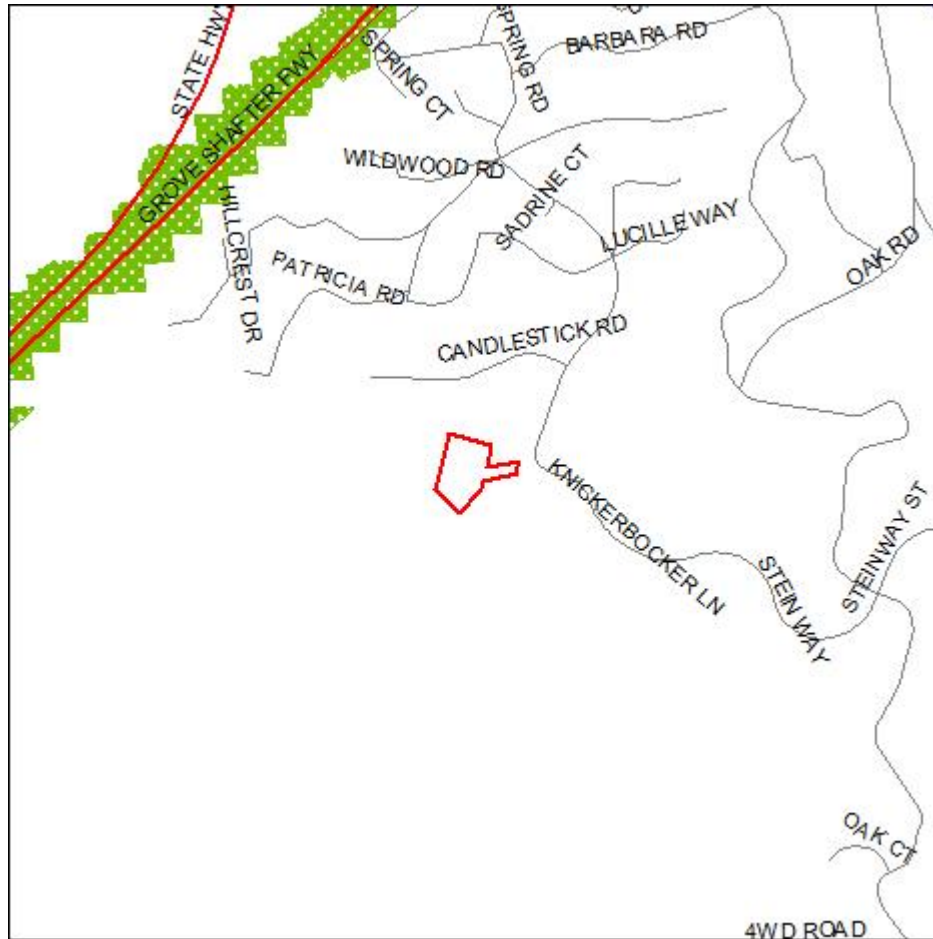 STATE HWY
GROVE SHAFTER FWY
SPRING CT
SPRING RD
BARBARA RD
WILDWOOD RD
SADRINE CT
HILLCREST DR
PATRICIA RD
LUCILLE WAY
OAK RD
CANDLESTICK RD
KNICKERBOCKER LN
STEIN WAY
STEINWAY ST
OAK CT
4WD ROAD